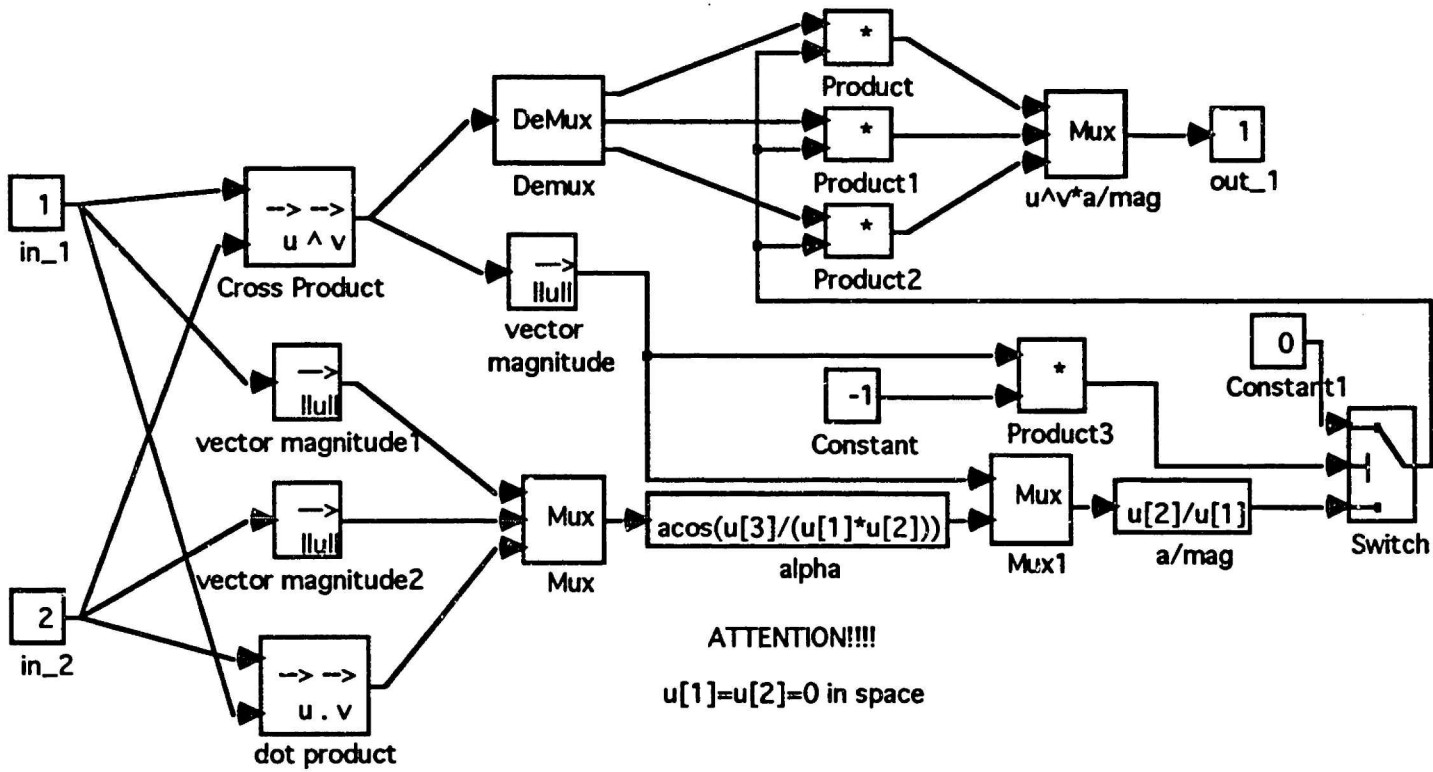 *
Product
DeMux
Demux
*
Product1
Mux
u^v*a/mag
1
out_1
1
in_1
--> -->
u ^ v
Cross Product
*
Product2
-->
||u||
vector
magnitude
-->
||u||
vector magnitude1
0
Constant1
-1
Constant
*
Product3
-->
||u||
vector magnitude2
Mux
Mux
acos(u[3]/(u[1]*u[2]))
alpha
Mux
Mux1
u[2]/u[1]
a/mag
Switch
2
in_2
--> -->
u . v
dot product
ATTENTION!!!!
u[1]=u[2]=0 in space